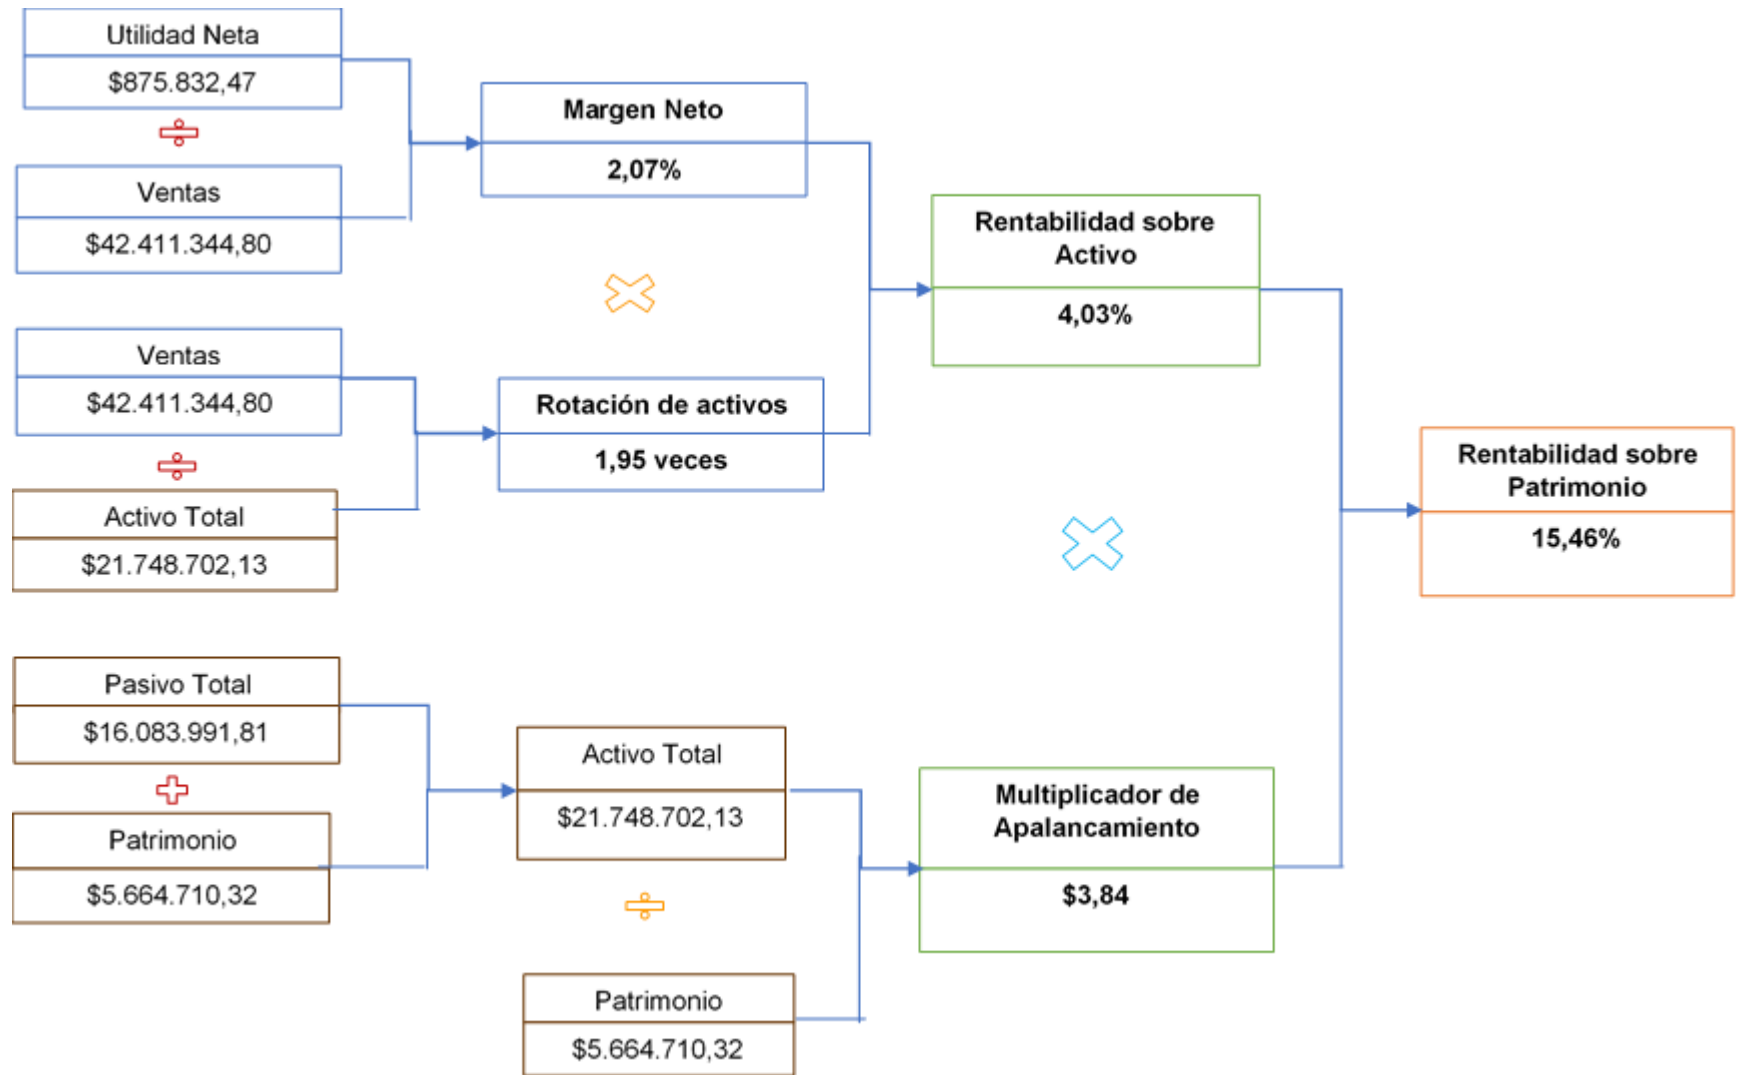 Utilidad Neta
$875.832,47
Ventas
$42.411.344,80
Margen Neto
2,07%
Ventas
$42.411.344,80
Activo Total
$21.748.702,13
Rotación de activos
1,95 veces
Rentabilidad sobre
Activo
4,03%
Pasivo Total
$16.083.991,81
Patrimonio
$5.664.710,32
Activo Total
$21.748.702,13
Patrimonio
$5.664.710,32
Multiplicador de
Apalancamiento
$3,84
Rentabilidad sobre
Patrimonio
15,46%